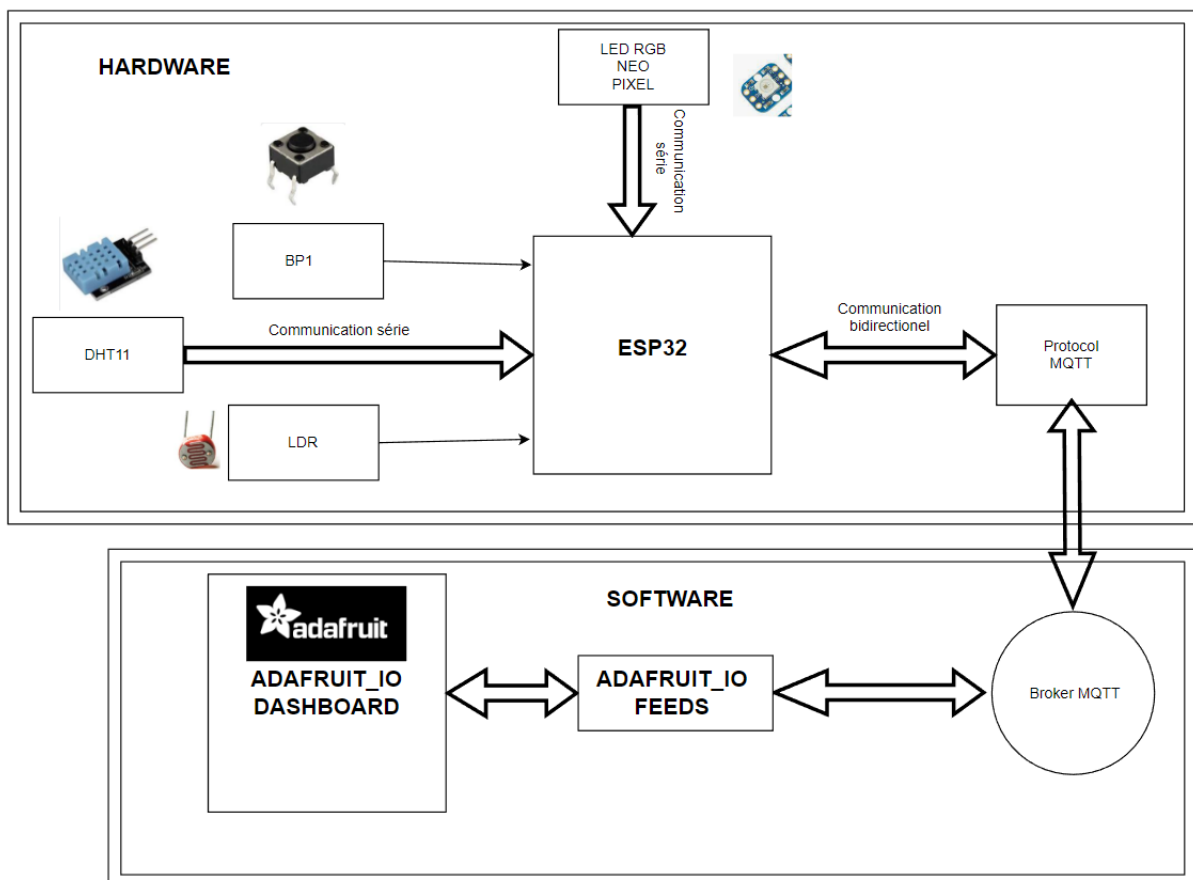 HARDWARE
LED RGB
NEO
PIXEL
Communication
série
BP1
DHT11
Communication série
LDR
ESP32
Communication
bidirectionel
Protocol
MQTT
SOFTWARE
adafruit
ADAFRUIT_IO
DASHBOARD
ADAFRUIT_IO
FEEDS
Broker MQTT